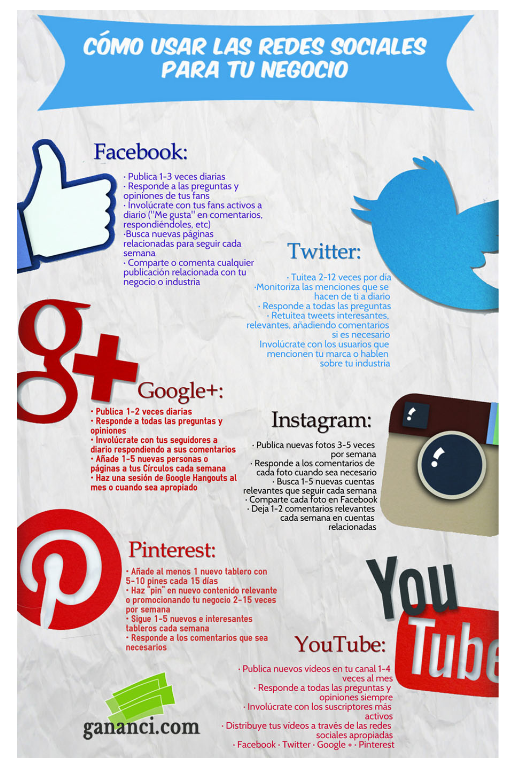 CÓMO USAR LAS REDES SOCIALES
PARA TU NEGOCIO
Facebook:
· Publica 1-3 veces diarias
· Responde a las preguntas y
opiniones de tus fans
· Involúcrate con tus fans activos a
diario ("Me gusta" en comentarios,
respondiéndoles, etc)
·Busca nuevas páginas
relacionadas para seguir cada
semana
· Comparte o comenta cualquier
publicación relacionada con tu
negocio o industria
Twitter:
· Tuitea 2-12 veces por dia
·Monitoriza las menciones que se
hacen de ti a diario
· Responde a todas las preguntas
· Retuitea tweets interesantes,
relevantes, añadiendo comentarios
si es necesario
Involúcrate con los usuarios que
mencionen tu marca o hablen
sobre tu industria
g+
Google+:
• Publica 1-2 veces diarias
• Responde a todas las preguntas y
opiniones
• Involúcrate con tus seguidores a
diario respondiendo a sus comentarios
• Añade 1-5 nuevas personas o
páginas a tus Círculos cada semana
• Haz una sesión de Google Hangouts al
mes o cuando sea apropiado
Instagram:
· Publica nuevas fotos 3-5 veces
por semana
· Responde a los comentarios de
cada foto cuando sea necesario
· Busca 1-5 nuevas cuentas
relevantes que seguir cada semana
· Comparte cada foto en Facebook
· Deja 1-2 comentarios relevantes
cada semana en cuentas
relacionadas
Pinterest:
• Añade al menos 1 nuevo tablero con
5-10 pines cada 15 días
• Haz "pin" en nuevo contenido relevante
o promocionando tu negocio 2-15 veces
por semana
• Sigue 1-5 nuevos e interesantes
tableros cada semana
• Responde a los comentarios que sea
necesarios
You
Tube
YouTube:
· Publica nuevos videos en tu canal 1-4
veces al mes
· Responde a todas las preguntas y
opiniones siempre
· Involúcrate con los suscriptores más
activos
· Distribuye tus vídeos a través de las redes
sociales apropiadas
· Facebook · Twitter · Google + · Pinterest
gananci.com